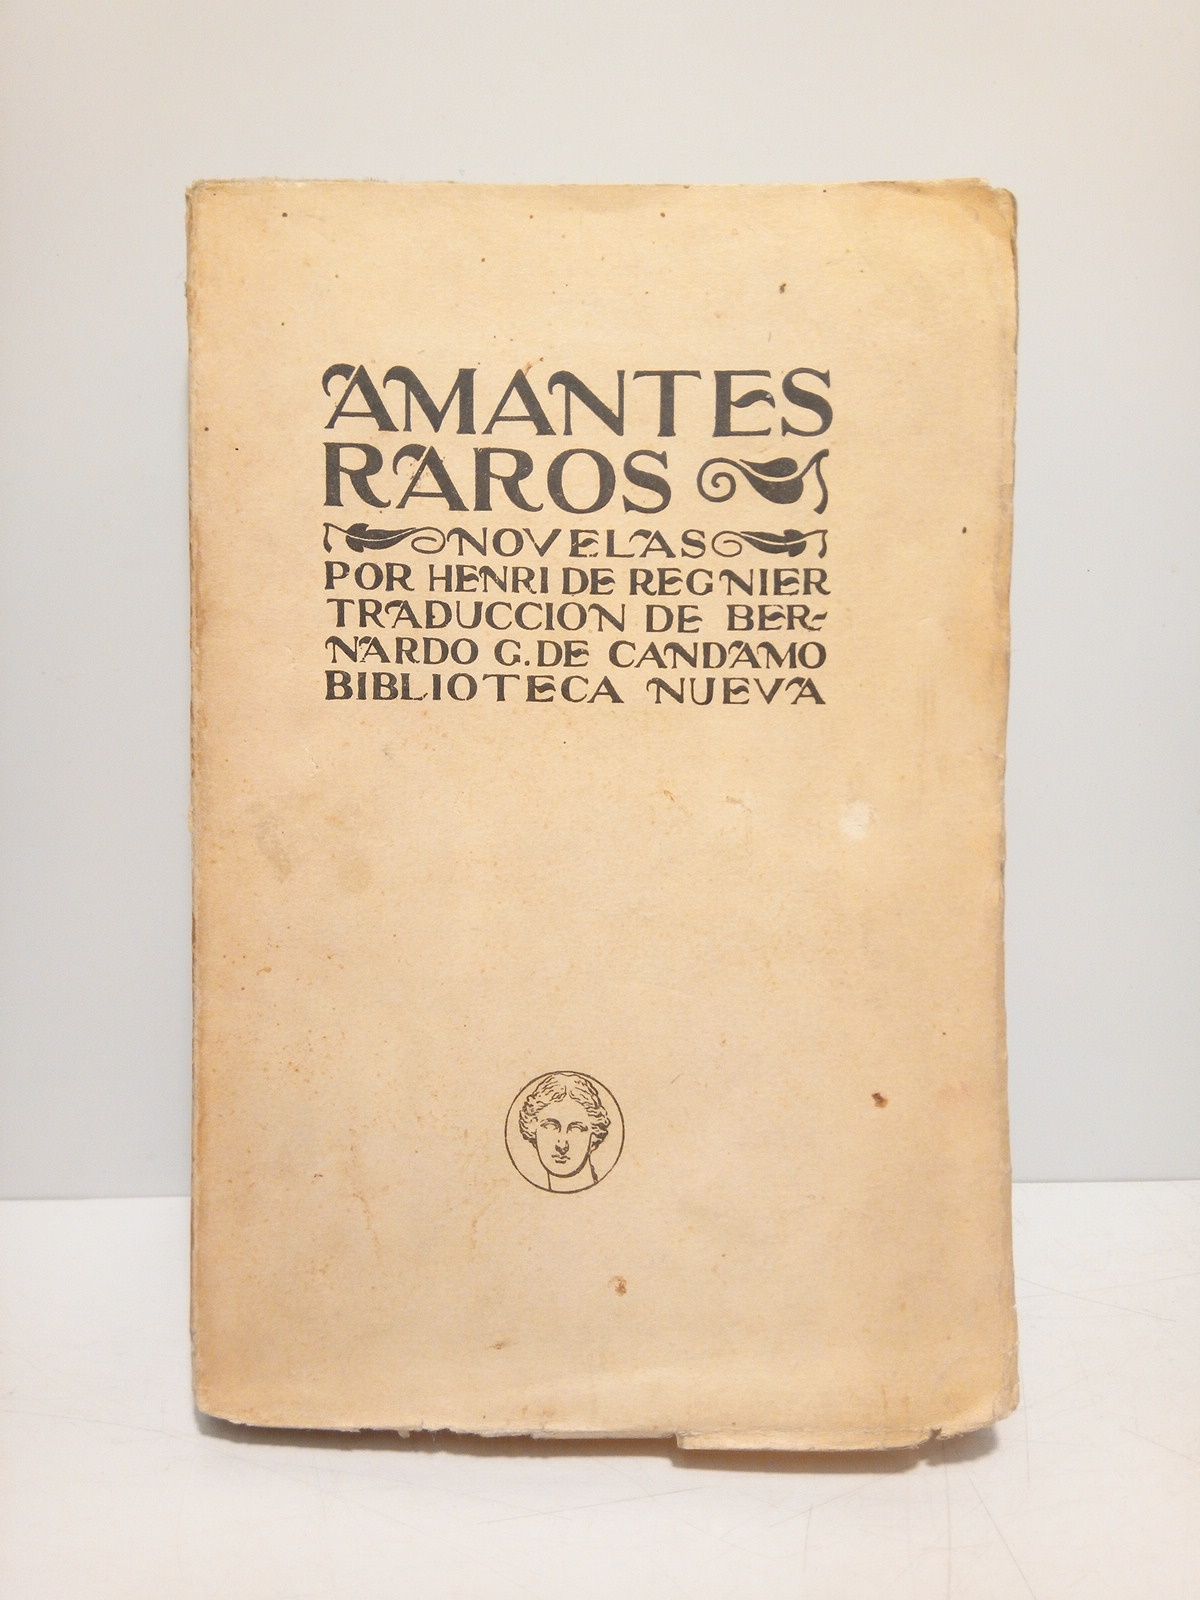 AMANTES
RAROS
NOVELAS
POR HENRI DE REGNIER
TRADUCCION DE BER-
NARDO G. DE CANDAMO
BIBLIOTECA NUEVA